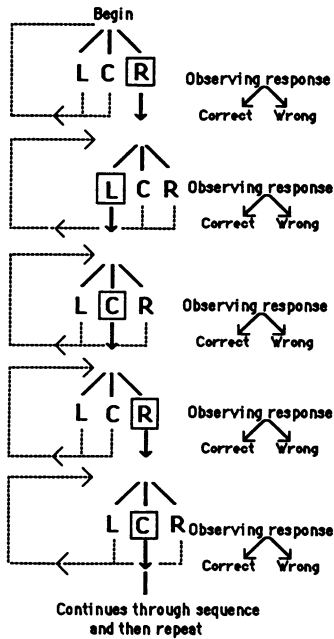 Begin
L C R
Observing response
Correct Wrong
L C R
Observing response
Correct Wrong
L C R
Observing response
Correct Wrong
L C R
Observing response
Correct Wrong
L C R
Observing response
Correct Wrong
Continues through sequence
and then repeat